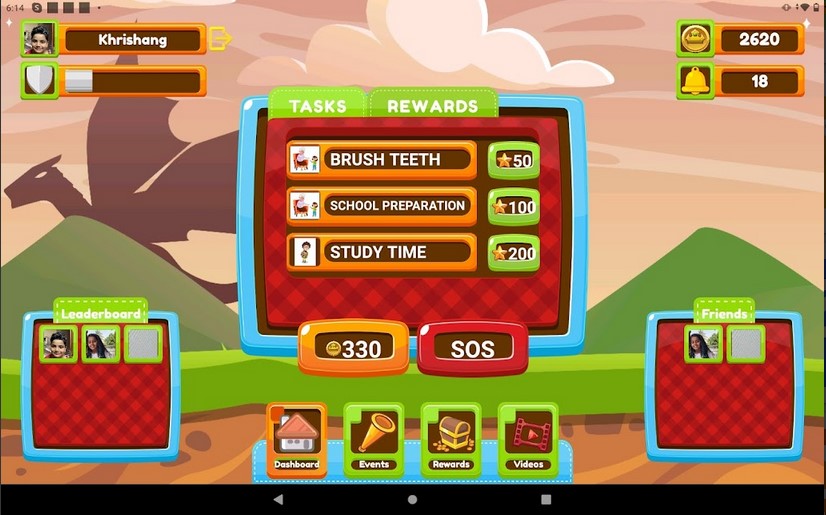 6:14
Khrishang
2620
18
TASKS
REWARDS
BRUSH TEETH
50
SCHOOL PREPARATION
100
STUDY TIME
200
Leaderboard
Friends
330
SOS
Dashboard
Events
Rewards
Videos